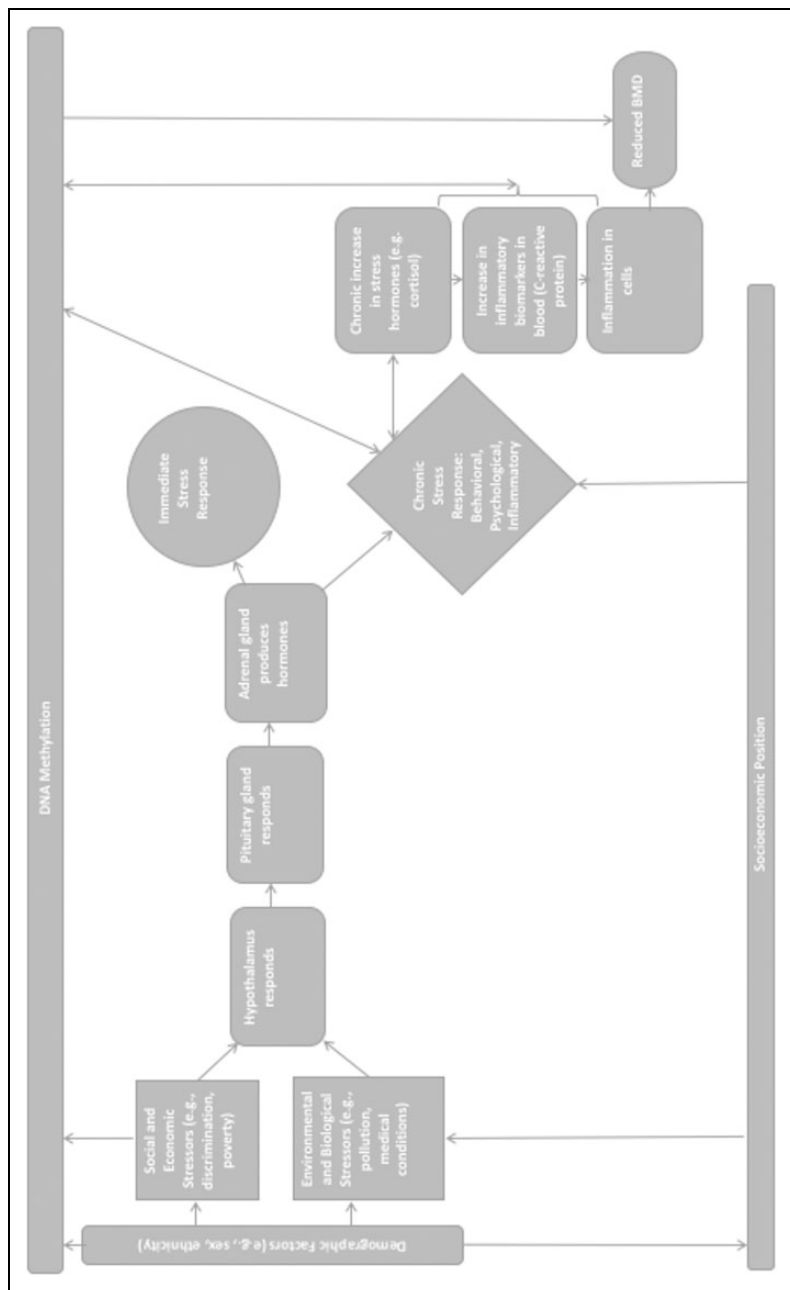 DNA Methylation
Demographic Factors (e.g., sex, ethnicity)
Social and
Economic
Stressors (e.g.,
discrimination,
poverty)
Environmental
and Biological
Stressors (e.g.,
pollution,
medical
conditions)
Hypothalamus
responds
Pituitary gland
responds
Adrenal gland
produces
hormones
Immediate
Stress
Response
Chronic
Stress
Response:
Behavioral,
Psychological,
Inflammatory
Chronic increase
in stress
hormones (e.g.
cortisol)
Increase in
inflammatory
biomarkers in
blood (C-reactive
protein)
Inflammation in
cells
Reduced BMD
Socioeconomic Position